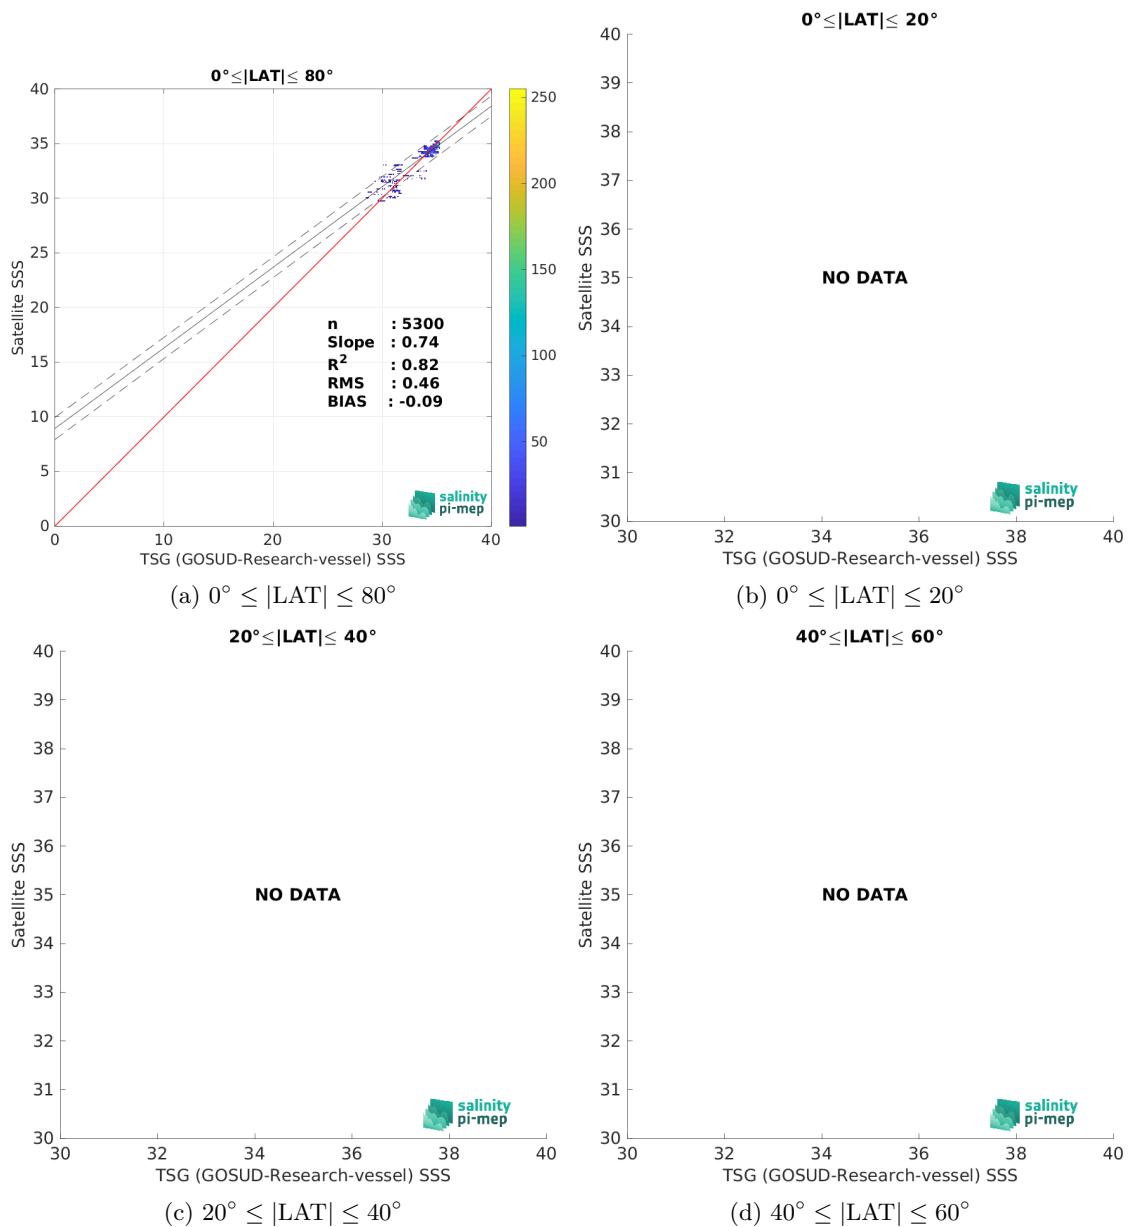 0°≤|LAT|≤ 80°
40
35
30
25
20
15
10
5
0
Satellite SSS
0
10
20
30
40
TSG (GOSUD-Research-vessel) SSS
250
200
150
100
50
n : 5300
Slope : 0.74
R² : 0.82
RMS : 0.46
BIAS : -0.09
salinity
pi-mep
(a) 0° ≤ |LAT| ≤ 80°
0°≤|LAT|≤ 20°
40
39
38
37
36
35
34
33
32
31
30
Satellite SSS
NO DATA
salinity
pi-mep
30
32
34
36
38
40
TSG (GOSUD-Research-vessel) SSS
(b) 0° ≤ |LAT| ≤ 20°
20°≤|LAT|≤ 40°
40
39
38
37
36
35
34
33
32
31
30
Satellite SSS
NO DATA
salinity
pi-mep
30
32
34
36
38
40
TSG (GOSUD-Research-vessel) SSS
(c) 20° ≤ |LAT| ≤ 40°
40°≤|LAT|≤ 60°
40
39
38
37
36
35
34
33
32
31
30
Satellite SSS
NO DATA
salinity
pi-mep
30
32
34
36
38
40
TSG (GOSUD-Research-vessel) SSS
(d) 40° ≤ |LAT| ≤ 60°